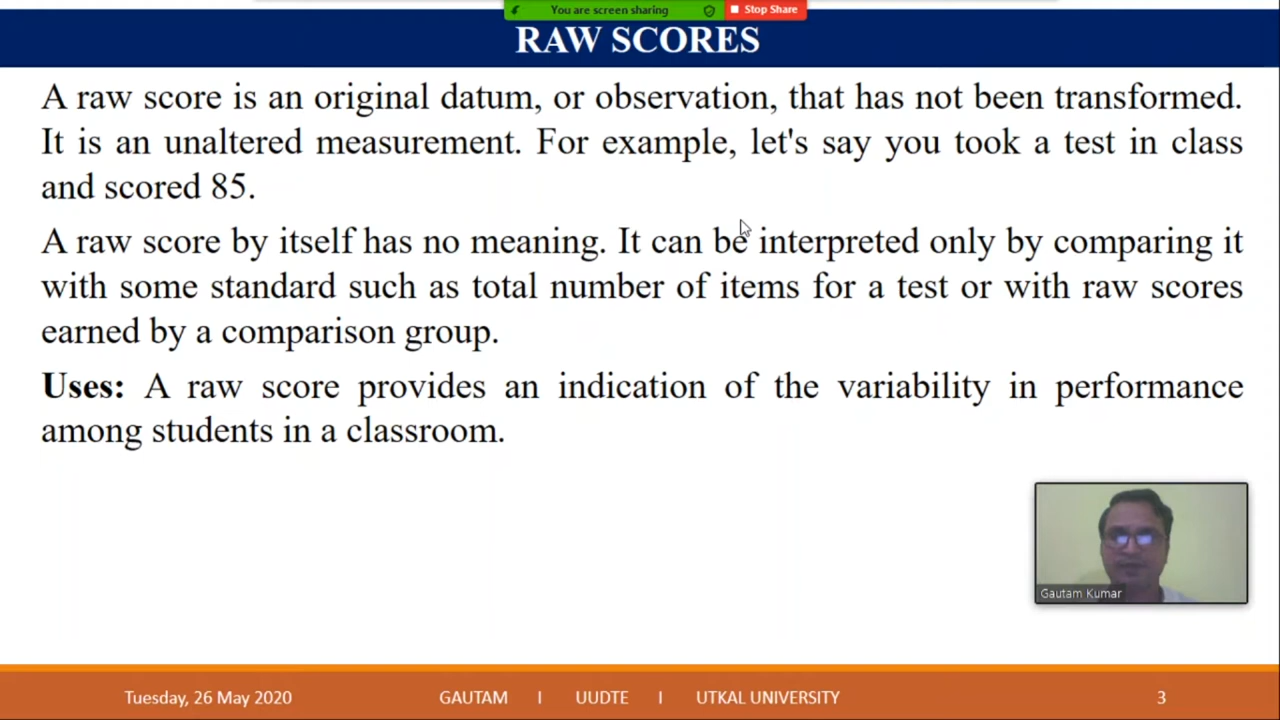 You are screen sharing
Stop Share
RAW SCORES
A raw score is an original datum, or observation, that has not been transformed.
It is an unaltered measurement. For example, let's say you took a test in class
and scored 85.
A raw score by itself has no meaning. It can be interpreted only by comparing it
with some standard such as total number of items for a test or with raw scores
earned by a comparison group.
Uses: A raw score provides an indication of the variability in performance
among students in a classroom.
Gautam Kumar
Tuesday, 26 May 2020 GAUTAM I UUDTE I UTKAL UNIVERSITY 3